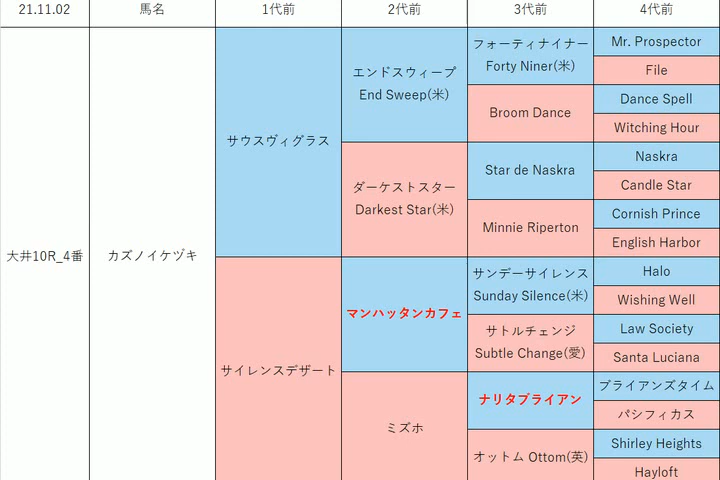 21.11.02 馬名 1代前 2代前 3代前 4代前
大井10R_4番
カズノイケヅキ
サウスヴィグラス
サイレンスデザート
エンドスウィープ
End Sweep(米)
ダーケストスター
Darkest Star(米)
マンハッタンカフェ
ミズホ
フォーティナイナー
Forty Niner(米)
Broom Dance
Star de Naskra
Minnie Riperton
サンデーサイレンス
Sunday Silence(米)
サトルチェンジ
Subtle Change(愛)
ナリタブライアン
オットム Ottom(英)
Mr. Prospector
File
Dance Spell
Witching Hour
Naskra
Candle Star
Cornish Prince
English Harbor
Halo
Wishing Well
Law Society
Santa Luciana
ブライアンズタイム
パシフィカス
Shirley Heights
Hayloft